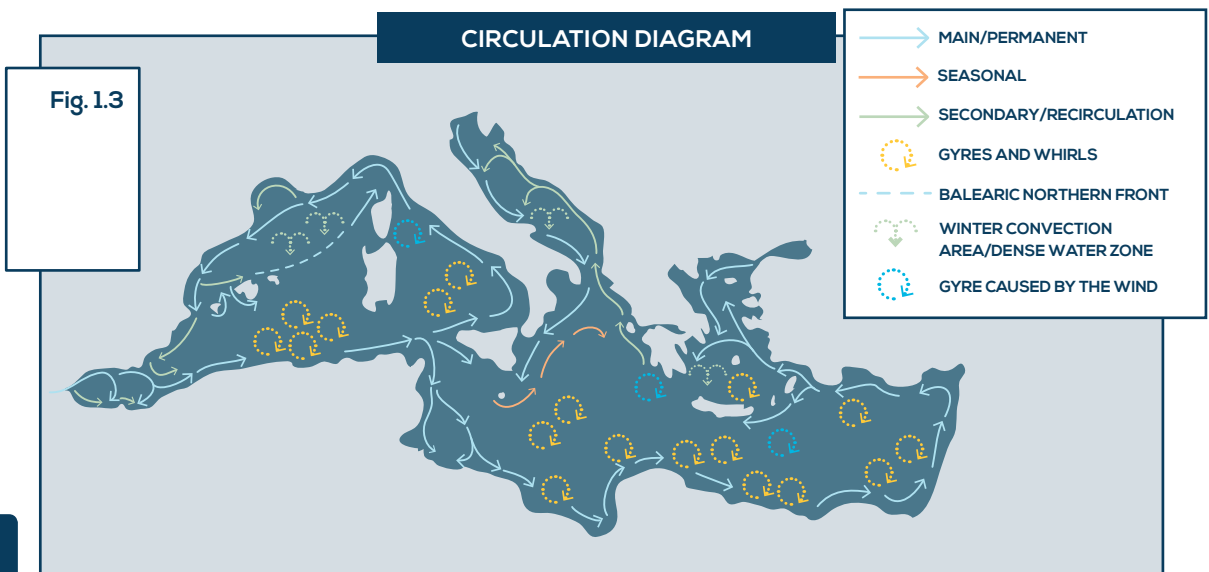 CIRCULATION DIAGRAM
Fig. 1.3
MAIN/PERMANENT
SEASONAL
SECONDARY/RECIRCULATION
GYRES AND WHIRLS
BALEARIC NORTHERN FRONT
WINTER CONVECTION
AREA/DENSE WATER ZONE
GYRE CAUSED BY THE WIND